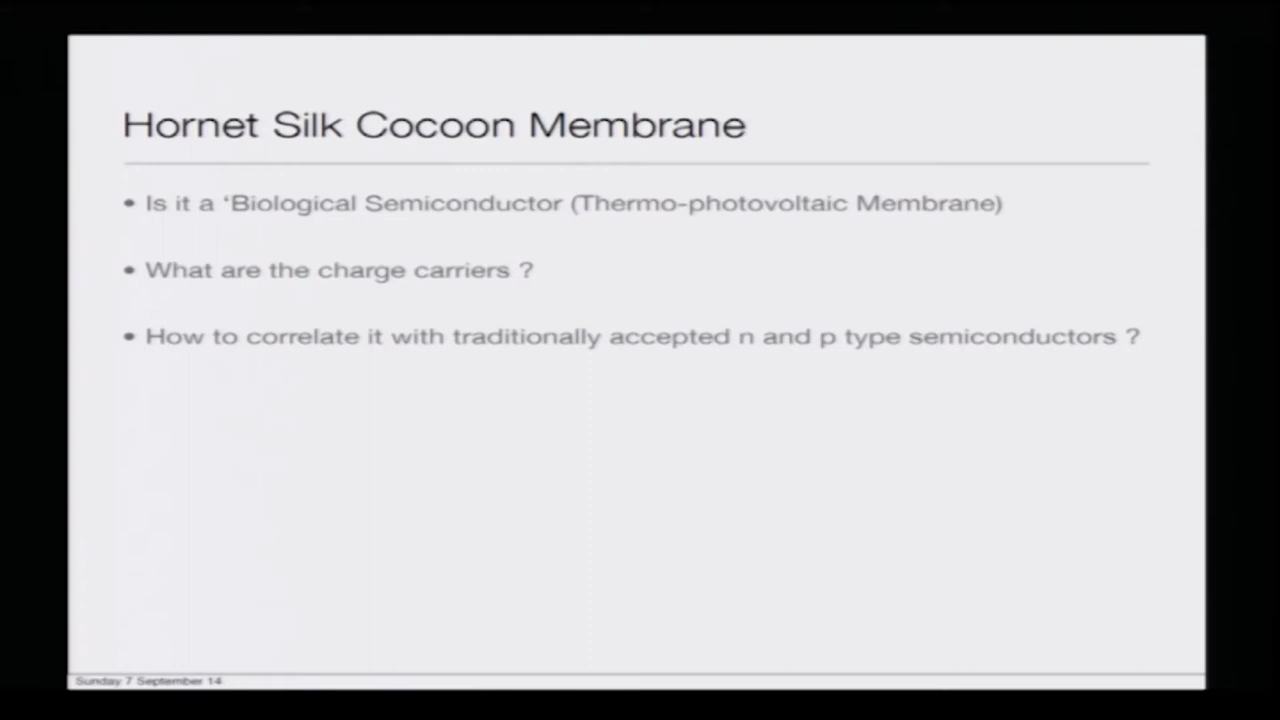 Hornet Silk Cocoon Membrane
• Is it a ‘Biological Semiconductor (Thermo-photovoltaic Membrane)
• What are the charge carriers ?
• How to correlate it with traditionally accepted n and p type semiconductors ?
Sunday 7 September 14